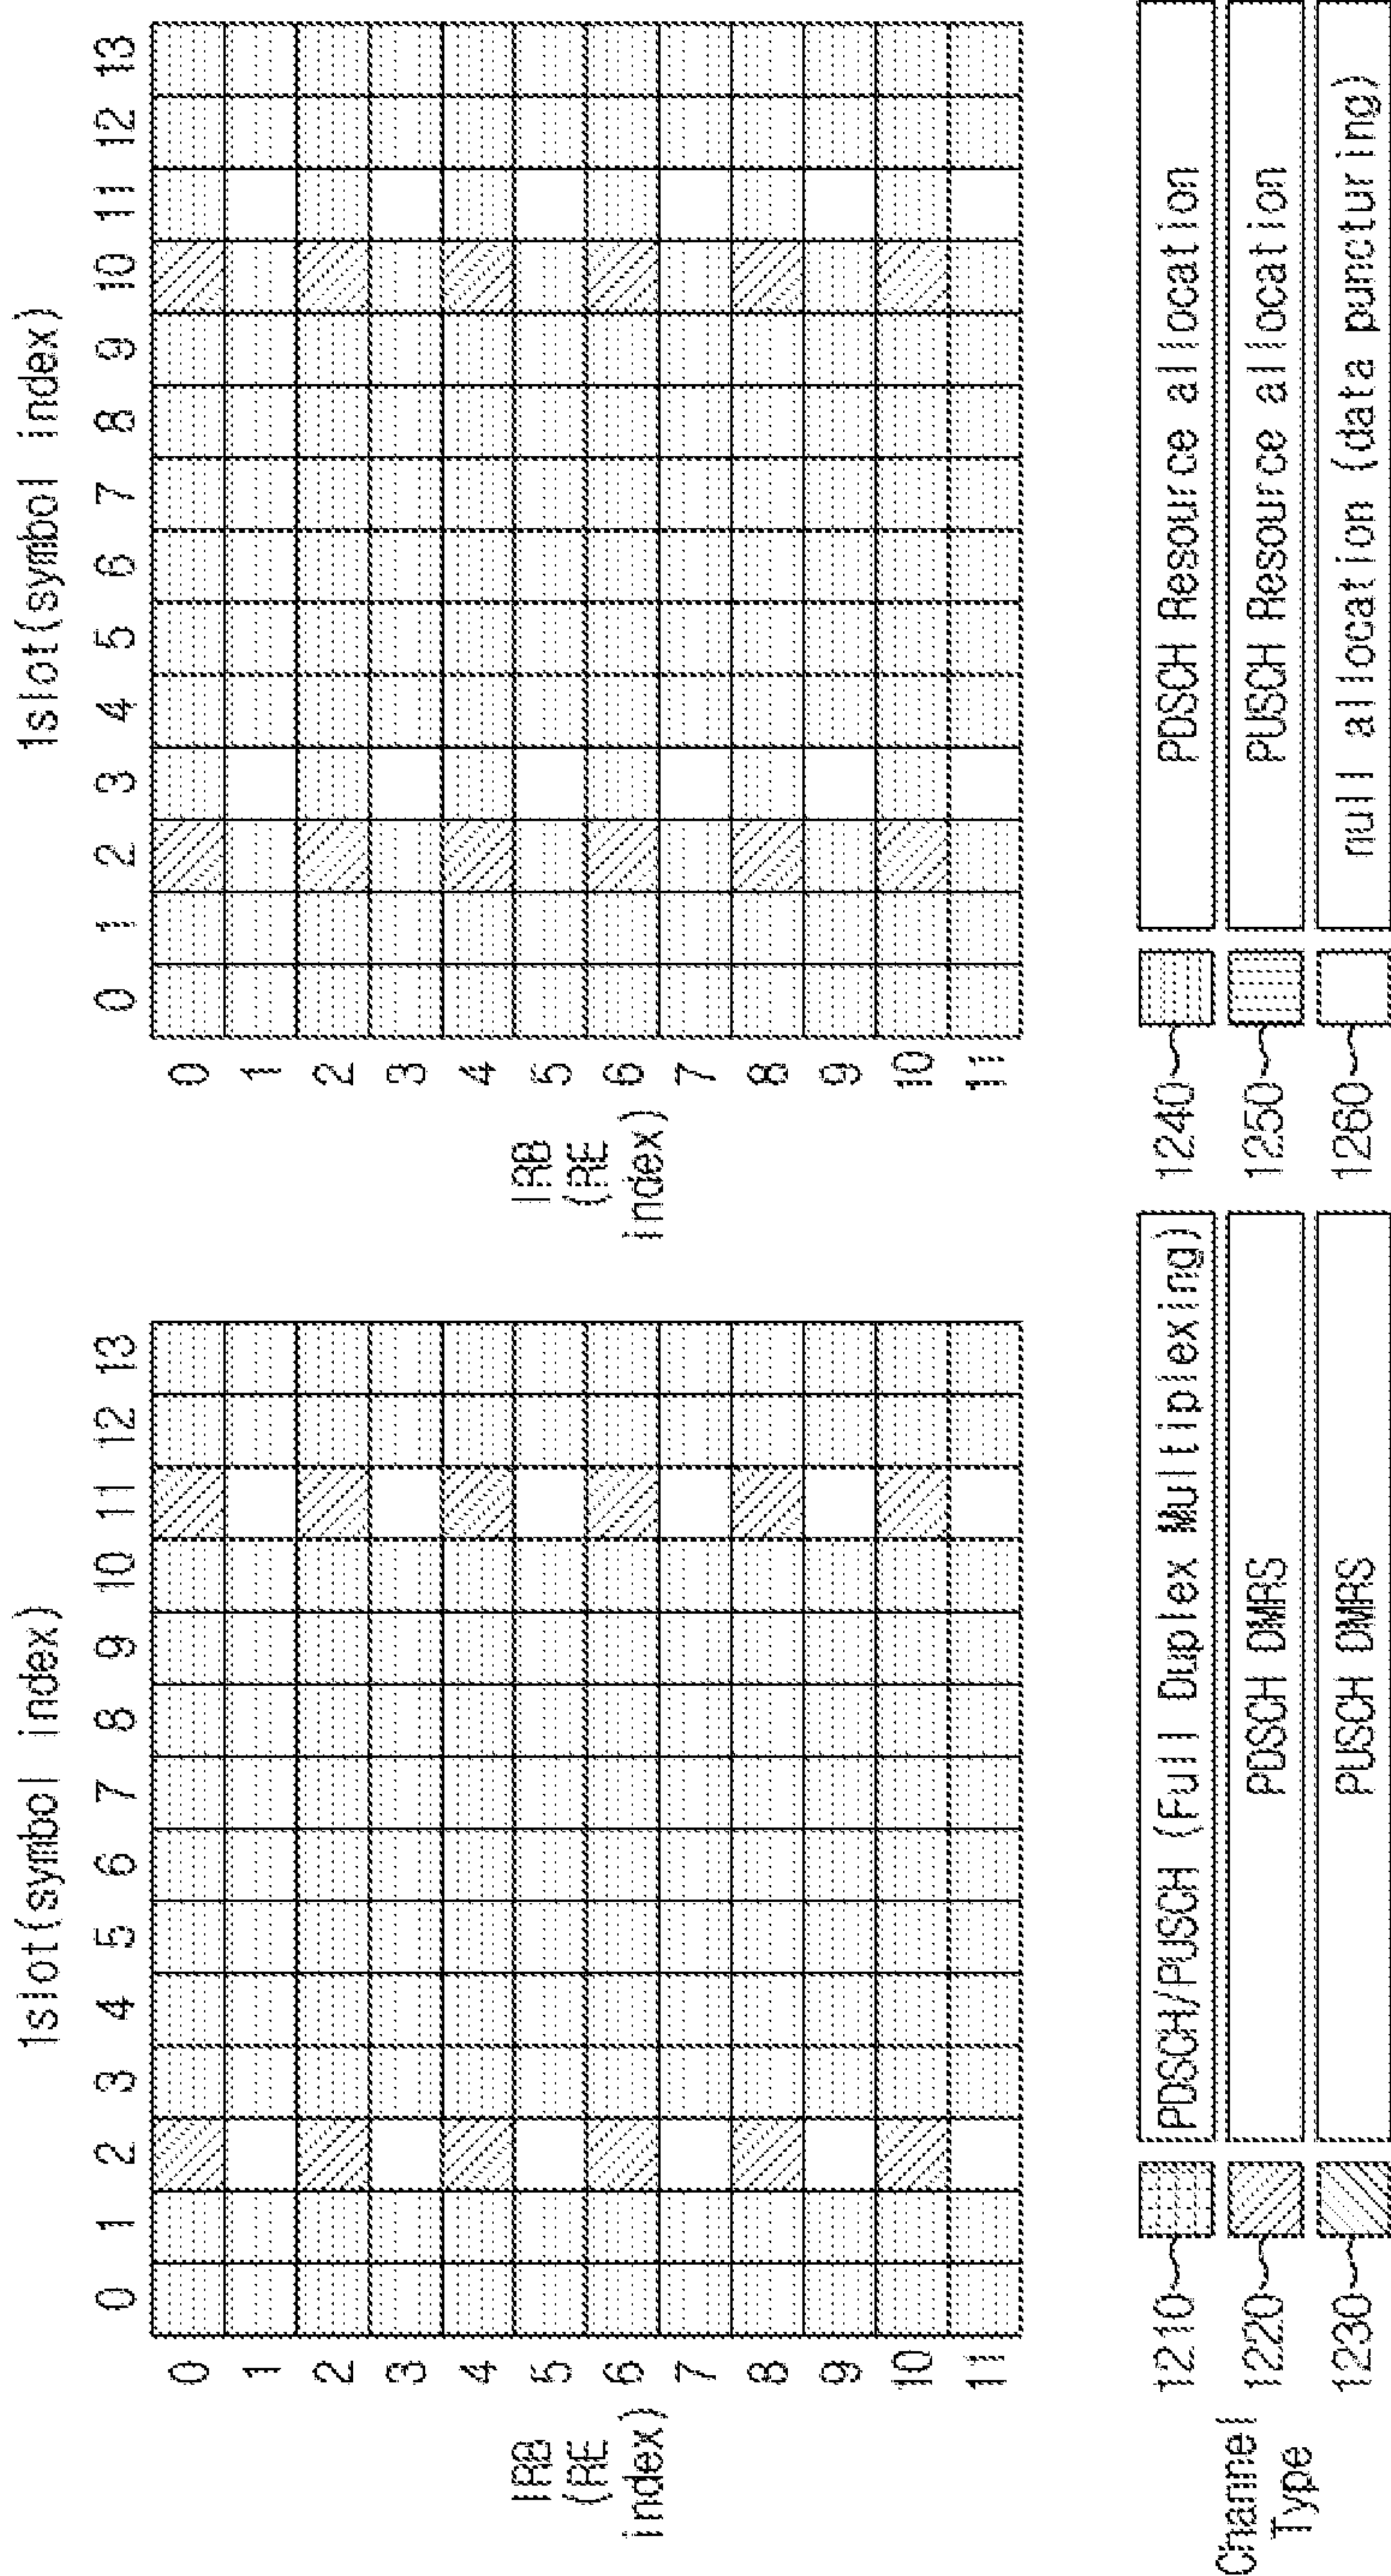 1slot(symbol index)
0 1 2 3 4 5 6 7 8 9 10 11 12 13
1RB
(RE
index)
0
1
2
3
4
5
6
7
8
9
10
11
1slot(symbol index)
0 1 2 3 4 5 6 7 8 9 10 11 12 13
1RB
(RE
index)
0
1
2
3
4
5
6
7
8
9
10
11
Channel
Type
1210 PDSCH/PUSCH (Full Duplex Multiplexing)
1220 PDSCH DMRS
1230 PUSCH DMRS
1240 PDSCH Resource allocation
1250 PUSCH Resource allocation
1260 null allocation (data puncturing)